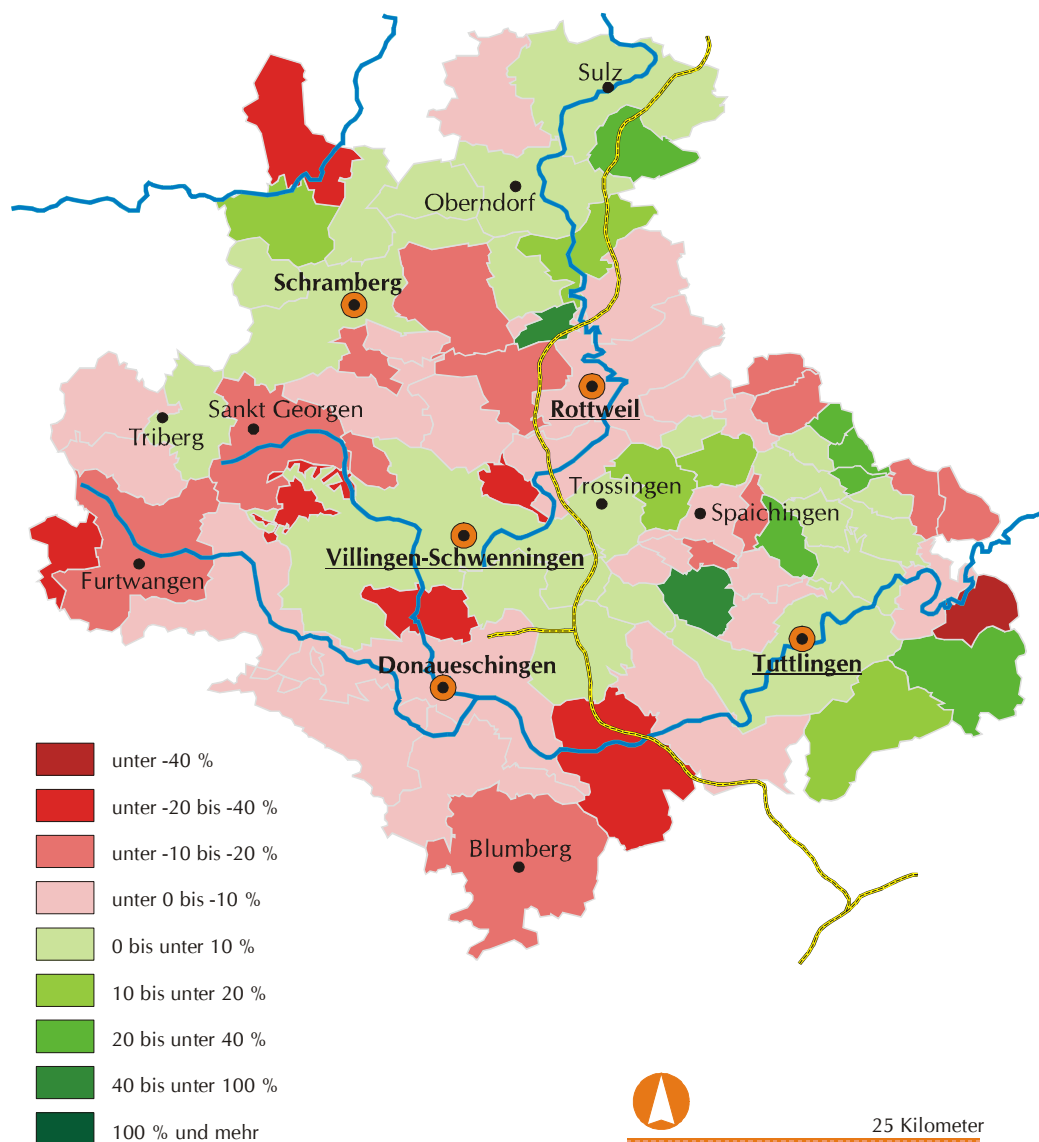 Sulz
Oberndorf
Schramberg
Rottweil
Sankt Georgen
Triberg
Trossingen
Spaichingen
Villingen-Schwenningen
Furtwangen
Tuttlingen
Donaueschingen
Blumberg
unter -40 %
unter -20 bis -40 %
unter -10 bis -20 %
unter 0 bis -10 %
0 bis unter 10 %
10 bis unter 20 %
20 bis unter 40 %
40 bis unter 100 %
100 % und mehr
25 Kilometer